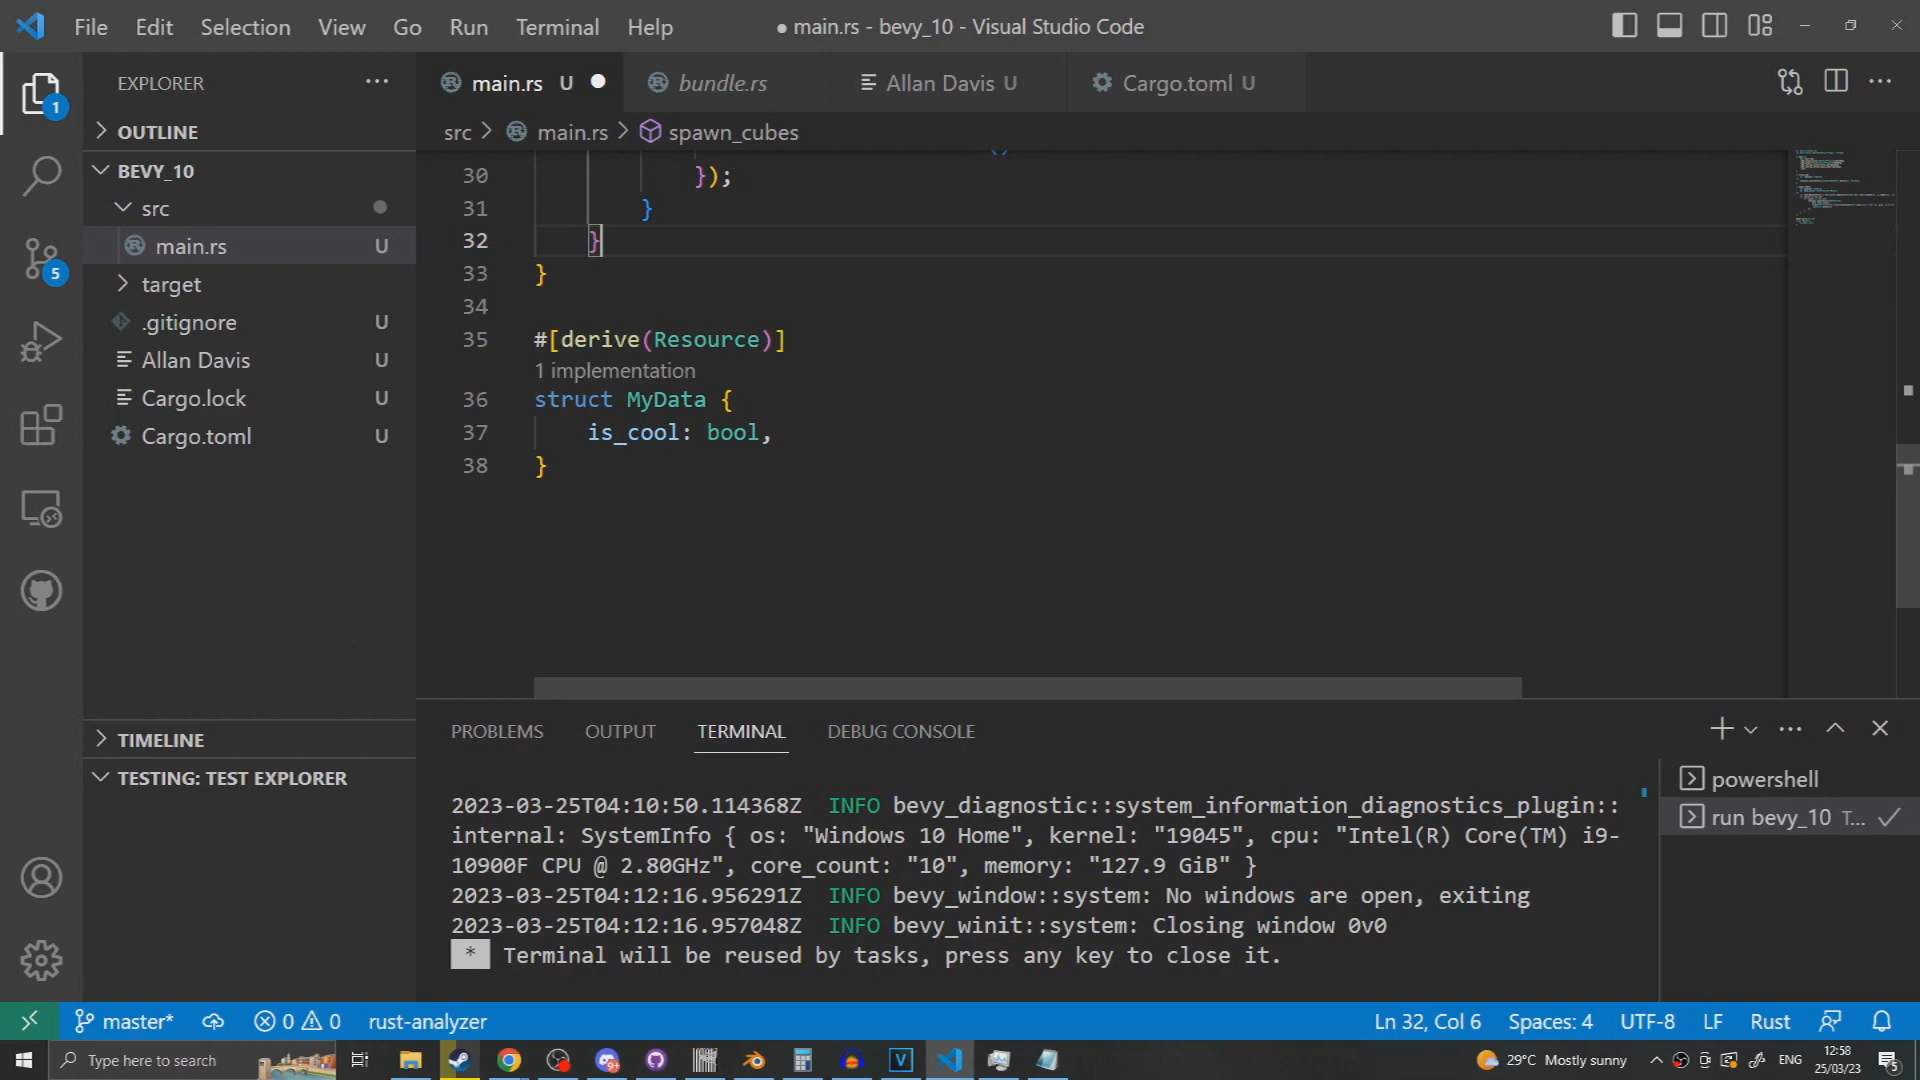 File Edit Selection View Go Run Terminal Help
● main.rs - bevy_10 - Visual Studio Code
EXPLORER
main.rs U
bundle.rs
Allan Davis U
Cargo.toml U
OUTLINE
src > main.rs > spawn_cubes
BEVY_10
src
main.rs U
target
.gitignore U
Allan Davis U
Cargo.lock U
Cargo.toml U
TIMELINE
TESTING: TEST EXPLORER
1
5
30 });
31 }
32 }
33 }
34
35 #[derive(Resource)]
1 implementation
36 struct MyData {
37 is_cool: bool,
38 }
PROBLEMS OUTPUT TERMINAL DEBUG CONSOLE
2023-03-25T04:10:50.114368Z INFO bevy_diagnostic::system_information_diagnostics_plugin::
internal: SystemInfo { os: "Windows 10 Home", kernel: "19045", cpu: "Intel(R) Core(TM) i9-
10900F CPU @ 2.80GHz", core_count: "10", memory: "127.9 GiB" }
2023-03-25T04:12:16.956291Z INFO bevy_window::system: No windows are open, exiting
2023-03-25T04:12:16.957048Z INFO bevy_winit::system: Closing window 0v0
* Terminal will be reused by tasks, press any key to close it.
powershell
run bevy_10 T...
master* 0 0 rust-analyzer
Ln 32, Col 6 Spaces: 4 UTF-8 LF Rust
Type here to search
9+
V
29°C Mostly sunny
ENG
12:58
25/03/23
5